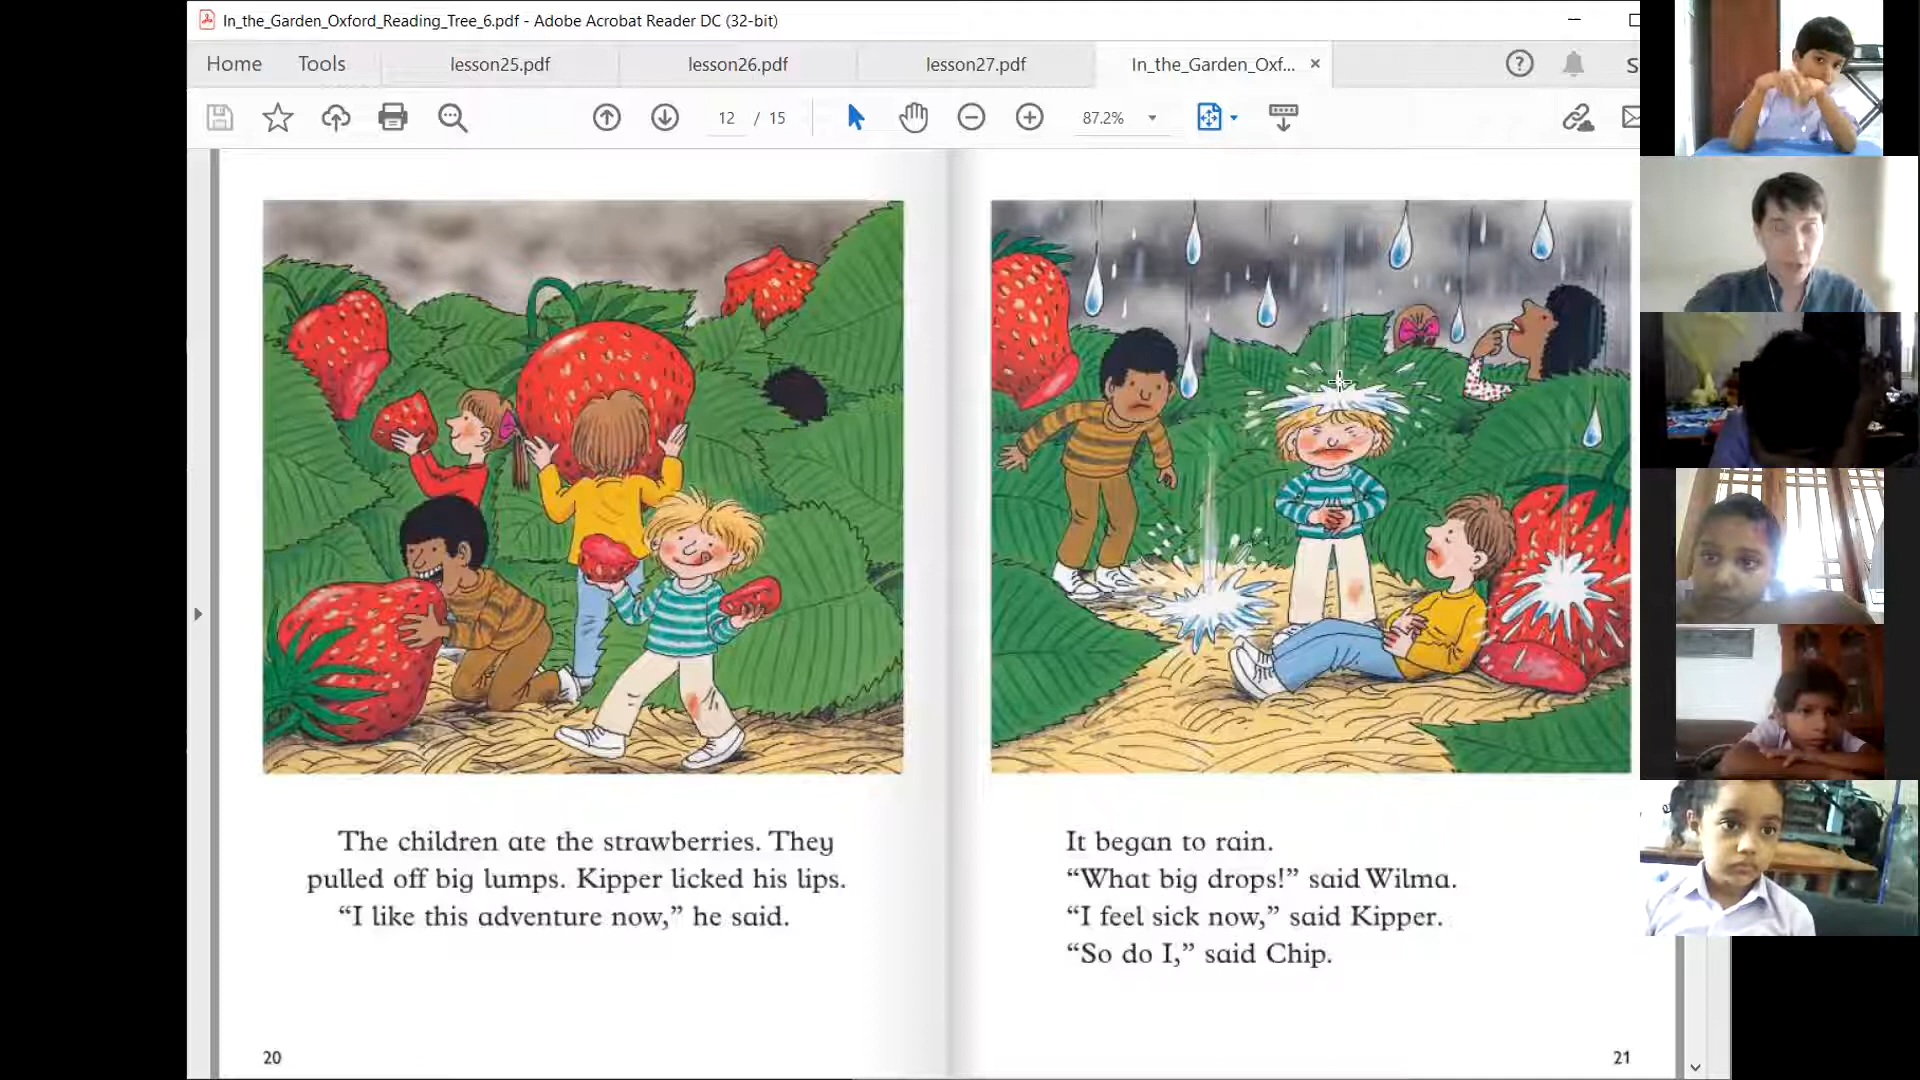 In_the_Garden_Oxford_Reading_Tree_6.pdf - Adobe Acrobat Reader DC (32-bit)
Home Tools lesson25.pdf lesson26.pdf lesson27.pdf In_the_Garden_Oxf... × ? S
12 / 15 87.2%
The children ate the strawberries. They
pulled off big lumps. Kipper licked his lips.
“I like this adventure now,” he said.
20
It began to rain.
“What big drops!” said Wilma.
“I feel sick now,” said Kipper.
“So do I,” said Chip.
21